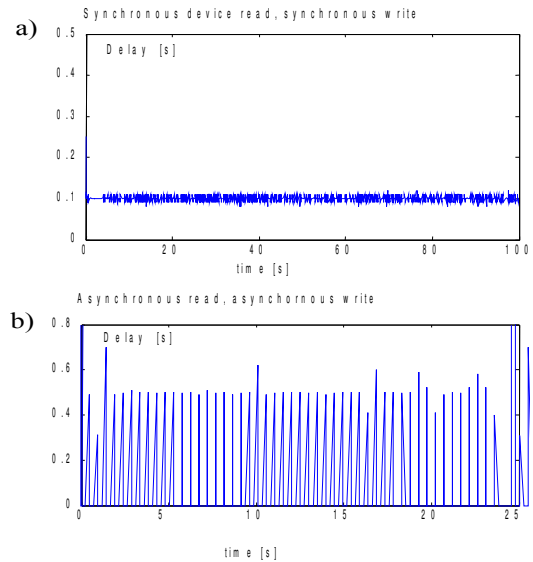 Synchronous device read, synchronous write
a)
0.5
Delay [s]
0.4
0.3
0.2
0.1
0
0 20 40 60 80 100
time [s]
Asynchronous read, asynchornous write
b)
0.8
Delay [s]
0.6
0.4
0.2
0
0 5 10 15 20 25
time [s]